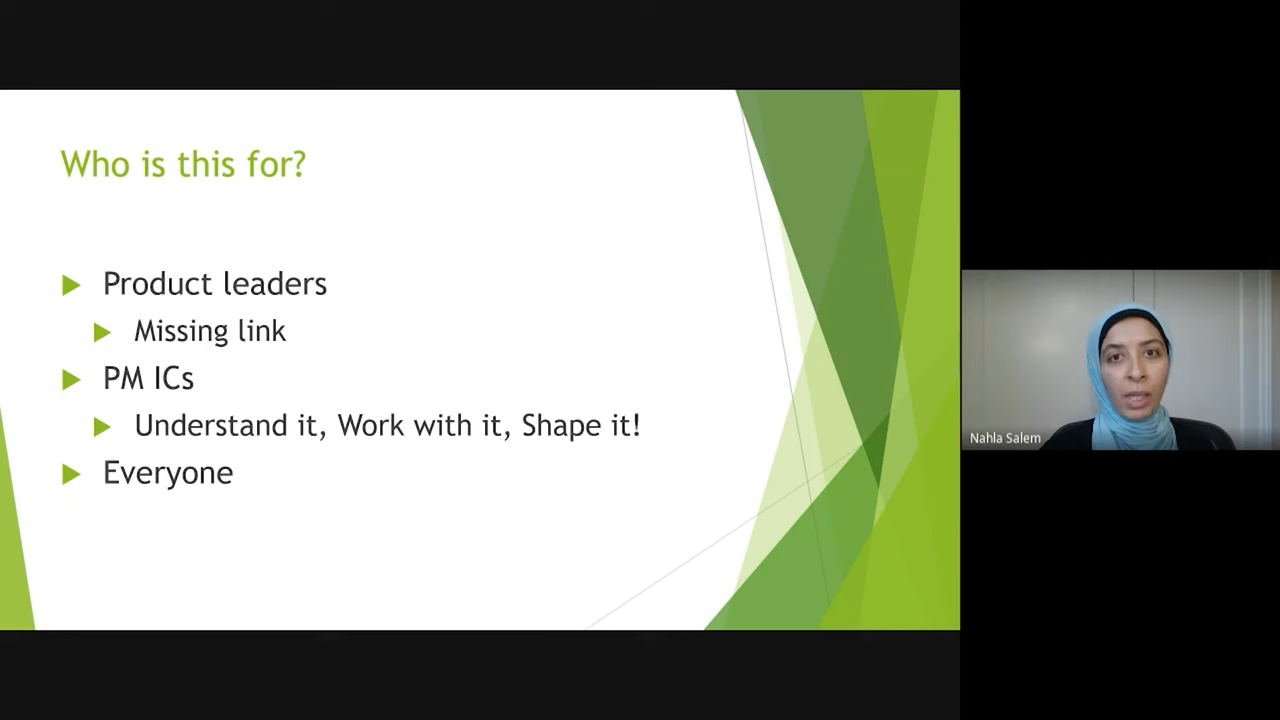 Who is this for?
Product leaders
Missing link
PM ICs
Understand it, Work with it, Shape it!
Everyone
Nahla Salem